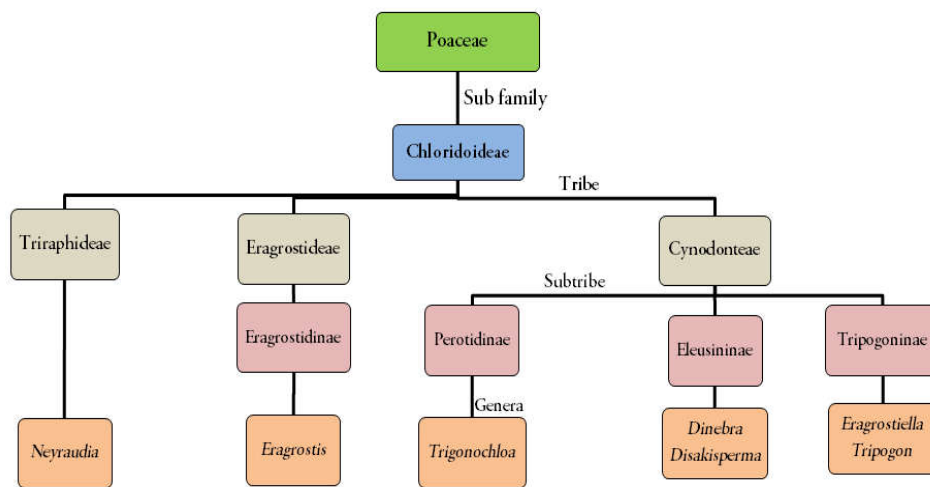 Poaceae
Sub family
Chloridoideae
Tribe
Triraphideae
Eragrostideae
Cynodonteae
Subtribe
Eragrostidinae
Perotidinae
Eleusininae
Tripogoninae
Genera
Neyraudia
Eragrostis
Trigonochloa
Dinebra
Disakisperma
Eragrostiella
Tripogon